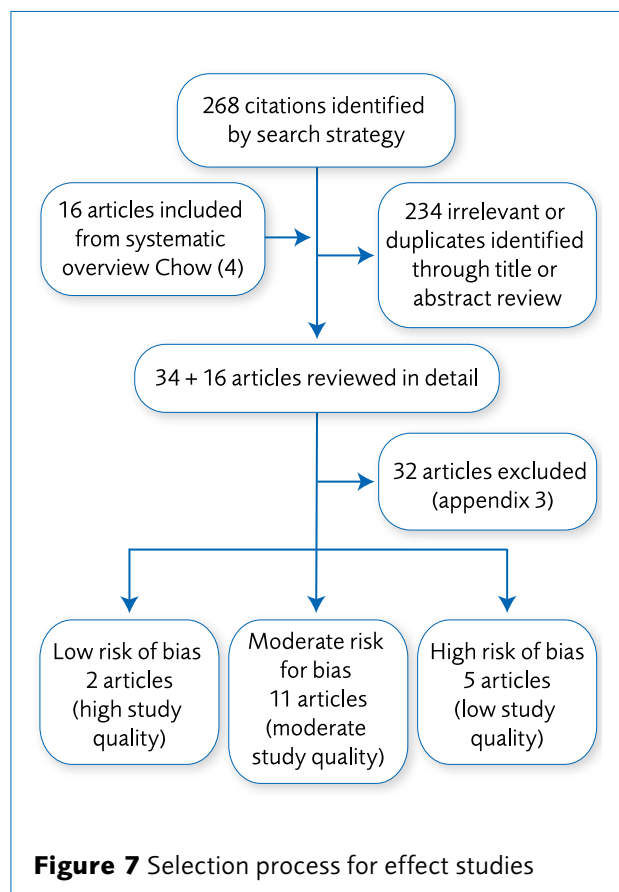 268 citations identified
by search strategy
16 articles included
from systematic
overview Chow (4)
234 irrelevant or
duplicates identified
through title or
abstract review
34 + 16 articles reviewed in detail
32 articles excluded
(appendix 3)
Low risk of bias
2 articles
(high study
quality)
Moderate risk
for bias
11 articles
(moderate
study quality)
High risk of bias
5 articles
(low study
quality)
Figure 7 Selection process for effect studies